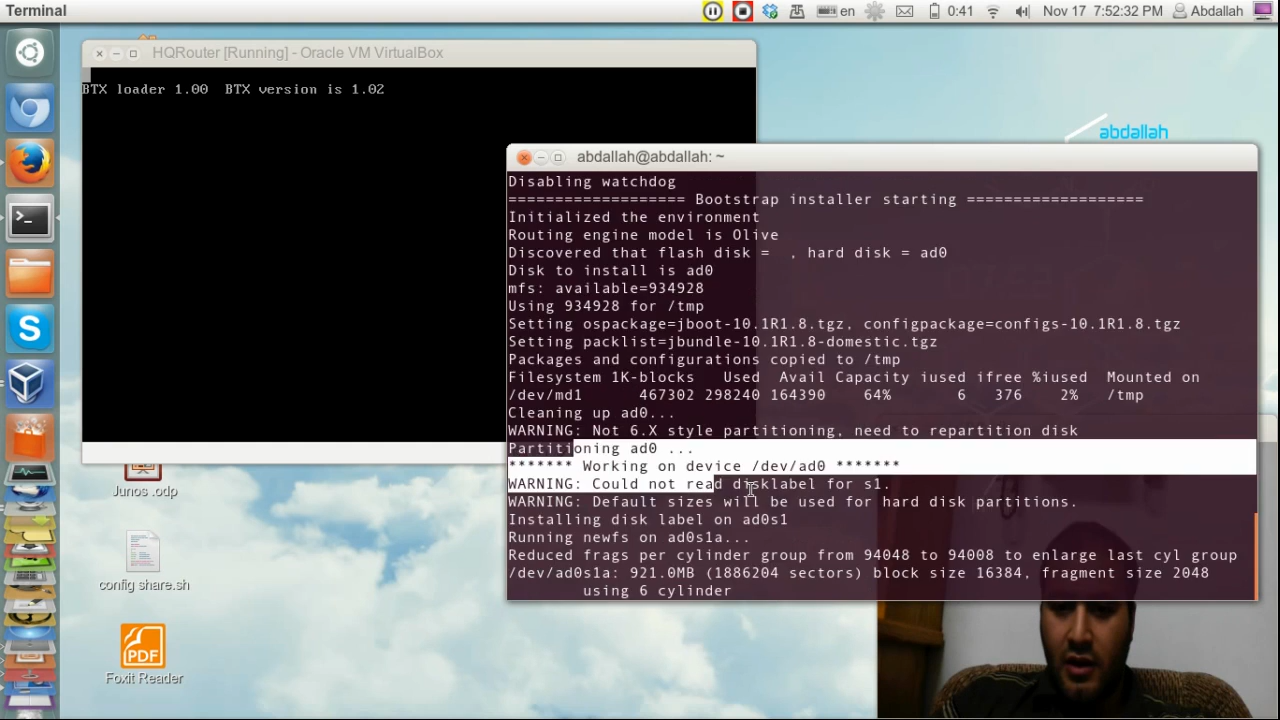 Terminal
en
0:41
Nov 17 7:52:32 PM
Abdallah
HQRouter [Running] - Oracle VM VirtualBox
BTX loader 1.00  BTX version is 1.02
abdallah
abdallah@abdallah: ~
Disabling watchdog
=================== Bootstrap installer starting ===================
Initialized the environment
Routing engine model is Olive
Discovered that flash disk =  , hard disk = ad0
Disk to install is ad0
mfs: available=934928
Using 934928 for /tmp
Setting ospackage=jboot-10.1R1.8.tgz, configpackage=configs-10.1R1.8.tgz
Setting packlist=jbundle-10.1R1.8-domestic.tgz
Packages and configurations copied to /tmp
Filesystem 1K-blocks   Used  Avail Capacity iused ifree %iused  Mounted on
/dev/md1      467302 298240 164390    64%       6   376    2%   /tmp
Cleaning up ad0...
WARNING: Not 6.X style partitioning, need to repartition disk
Partitioning ad0 ...
******* Working on device /dev/ad0 *******
WARNING: Could not read disklabel for s1.
WARNING: Default sizes will be used for hard disk partitions.
Installing disk label on ad0s1
Running newfs on ad0s1a...
Reduced frags per cylinder group from 94048 to 94008 to enlarge last cyl group
/dev/ad0s1a: 921.0MB (1886204 sectors) block size 16384, fragment size 2048
using 6 cylinder
Junos .odp
config share.sh
PDF
Foxit Reader